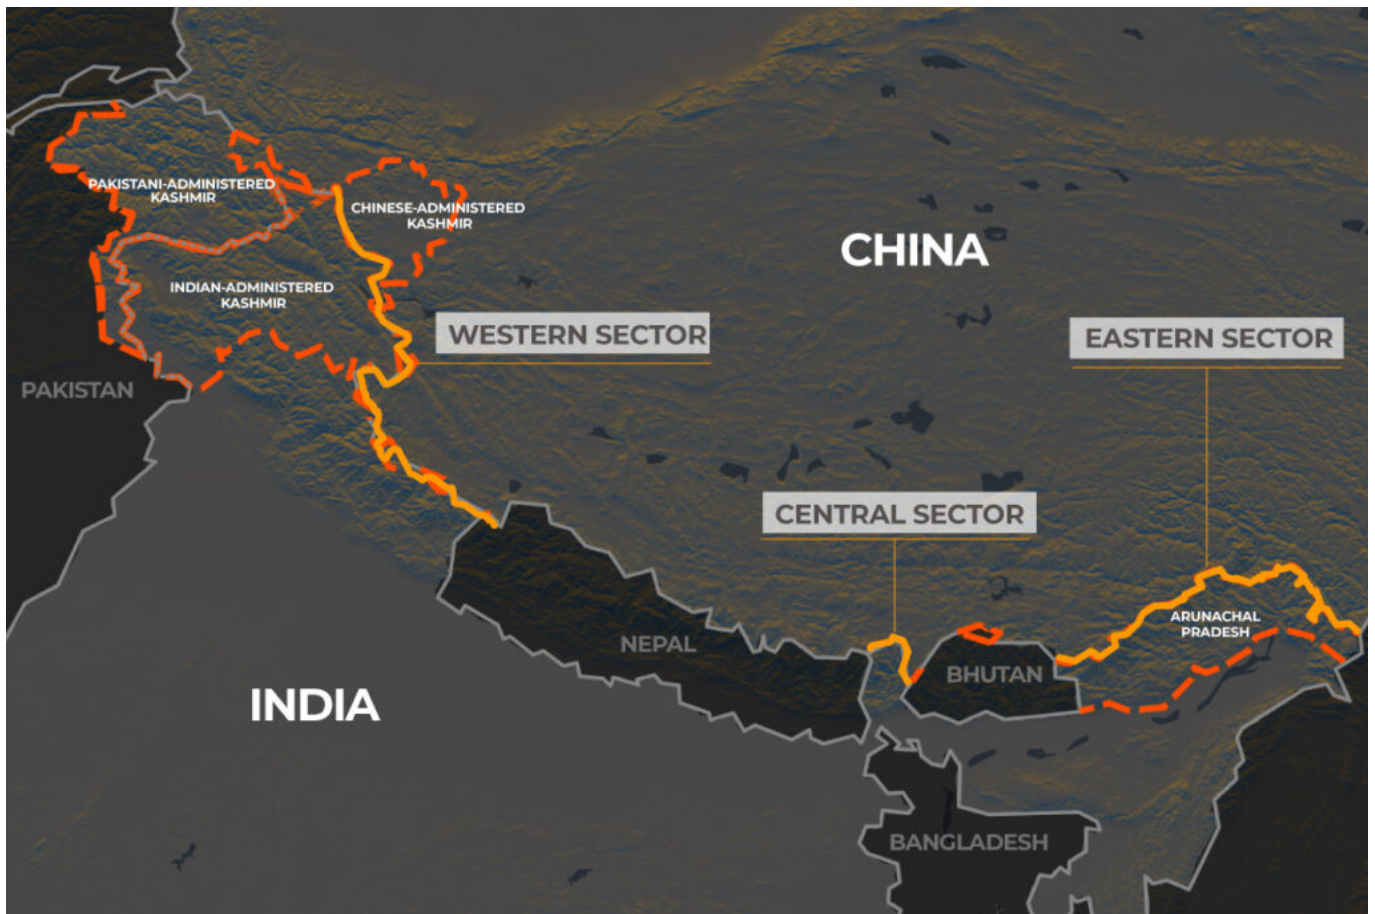 PAKISTANI-ADMINISTERED
KASHMIR
CHINESE-ADMINISTERED
KASHMIR
CHINA
INDIAN-ADMINISTERED
KASHMIR
WESTERN SECTOR
EASTERN SECTOR
PAKISTAN
CENTRAL SECTOR
ARUNACHAL
PRADESH
NEPAL
BHUTAN
INDIA
BANGLADESH